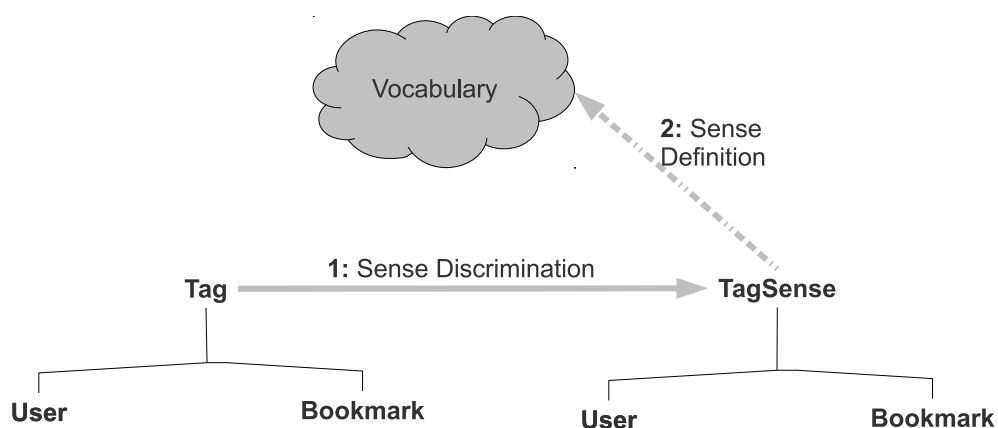 Vocabulary
2: Sense
Definition
1: Sense Discrimination
Tag
TagSense
User
Bookmark
User
Bookmark